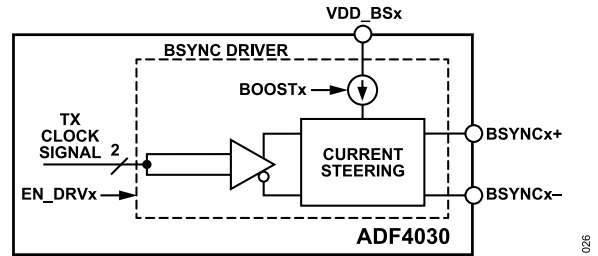 VDD_BSx
BSYNC DRIVER
BOOSTx
TX
CLOCK
SIGNAL
2
BSYNCx+
CURRENT
STEERING
EN_DRVx
BSYNCx–
ADF4030
026